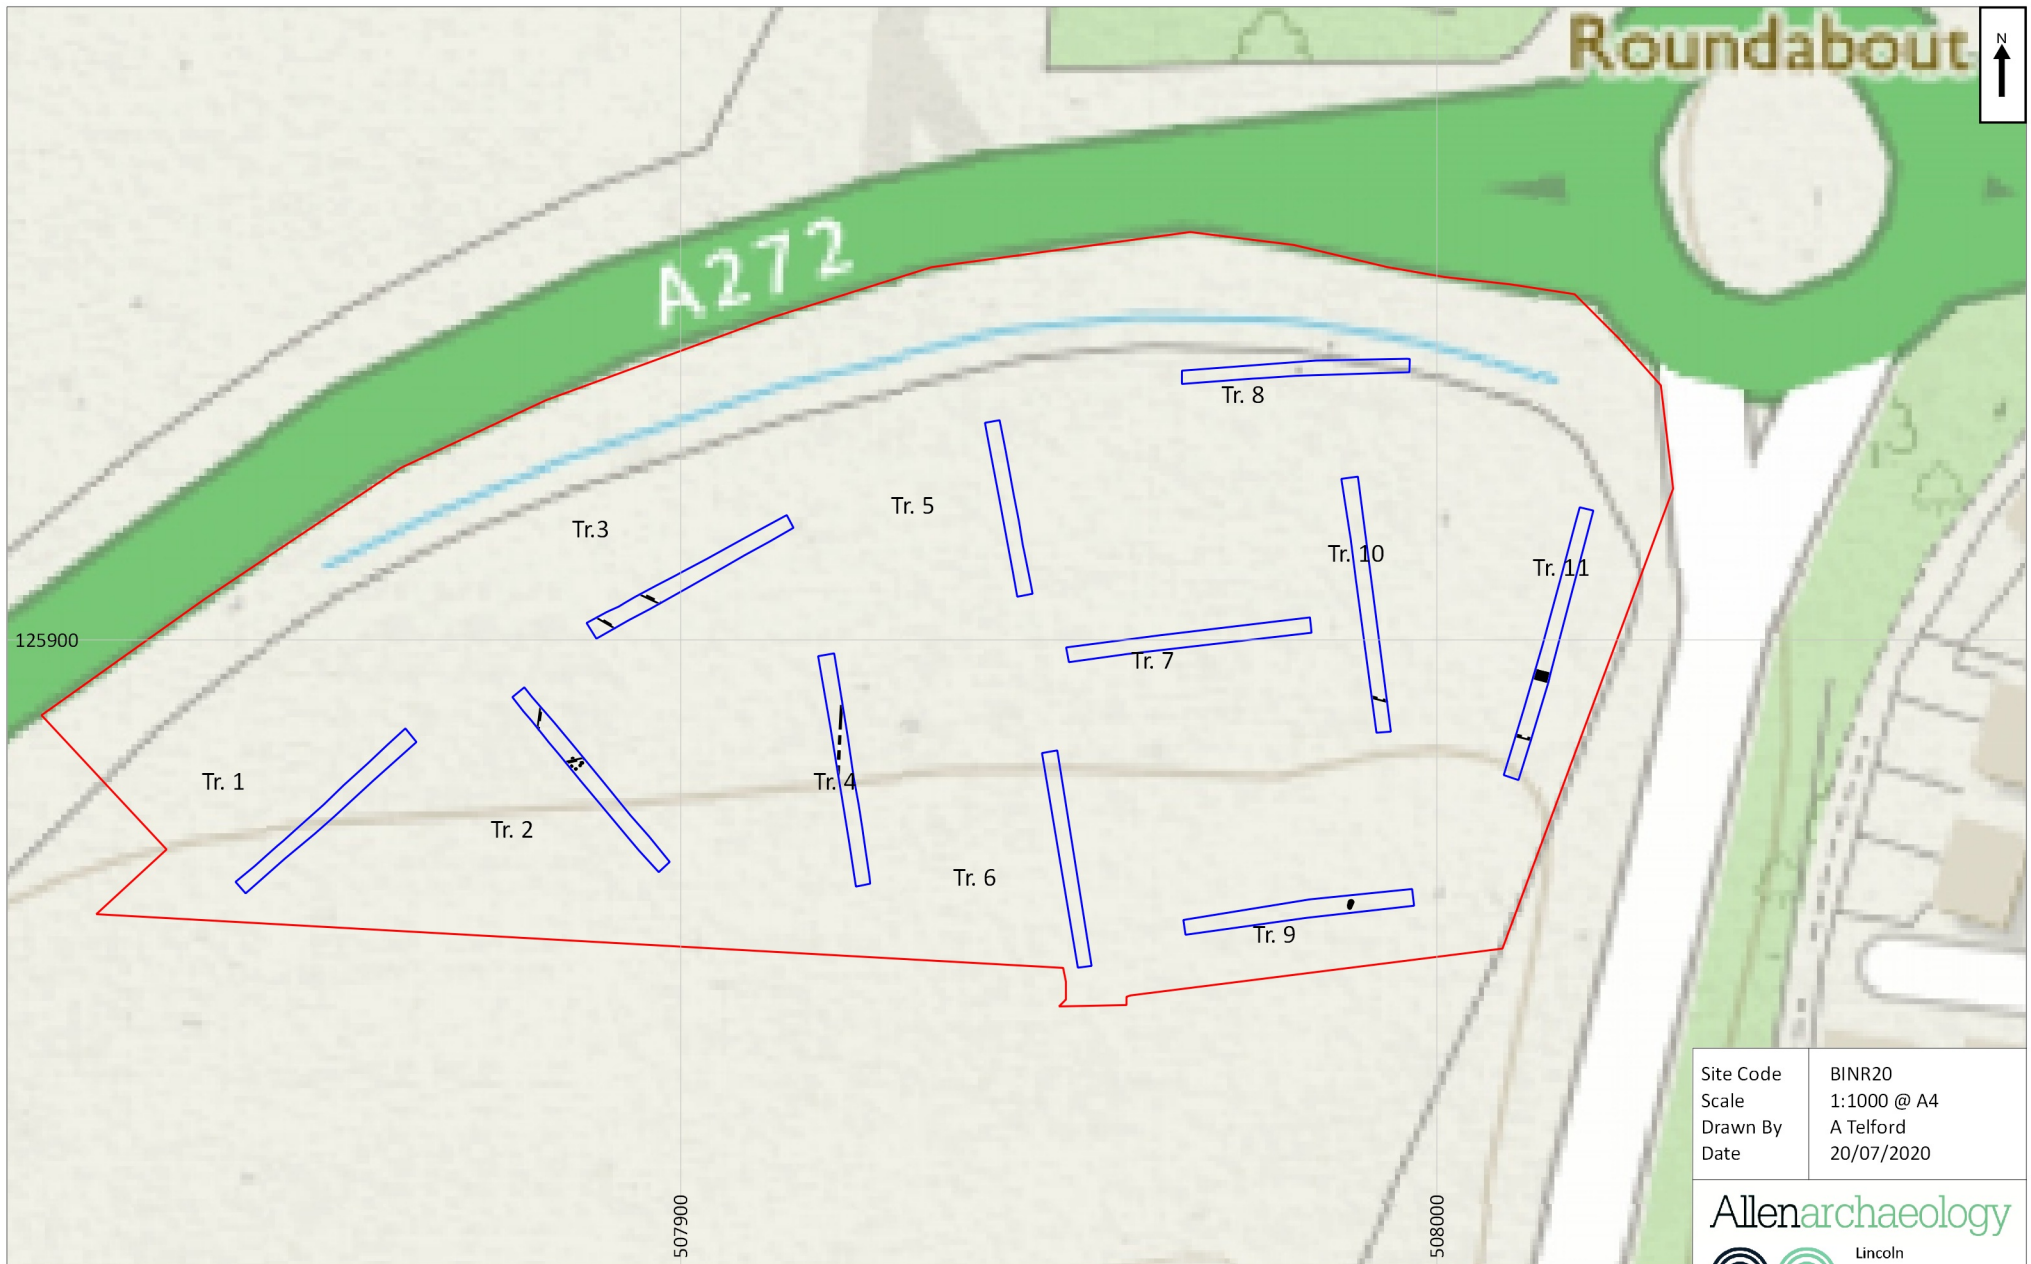 Roundabout
N
A272
Tr. 8
Tr. 5
Tr.3
Tr. 10
Tr. 11
125900
Tr. 7
Tr. 1
Tr. 4
Tr. 2
Tr. 6
Tr. 9
Site Code BINR20
Scale 1:1000 @ A4
Drawn By A Telford
Date 20/07/2020
507900
508000
Allenarchaeology
Lincoln